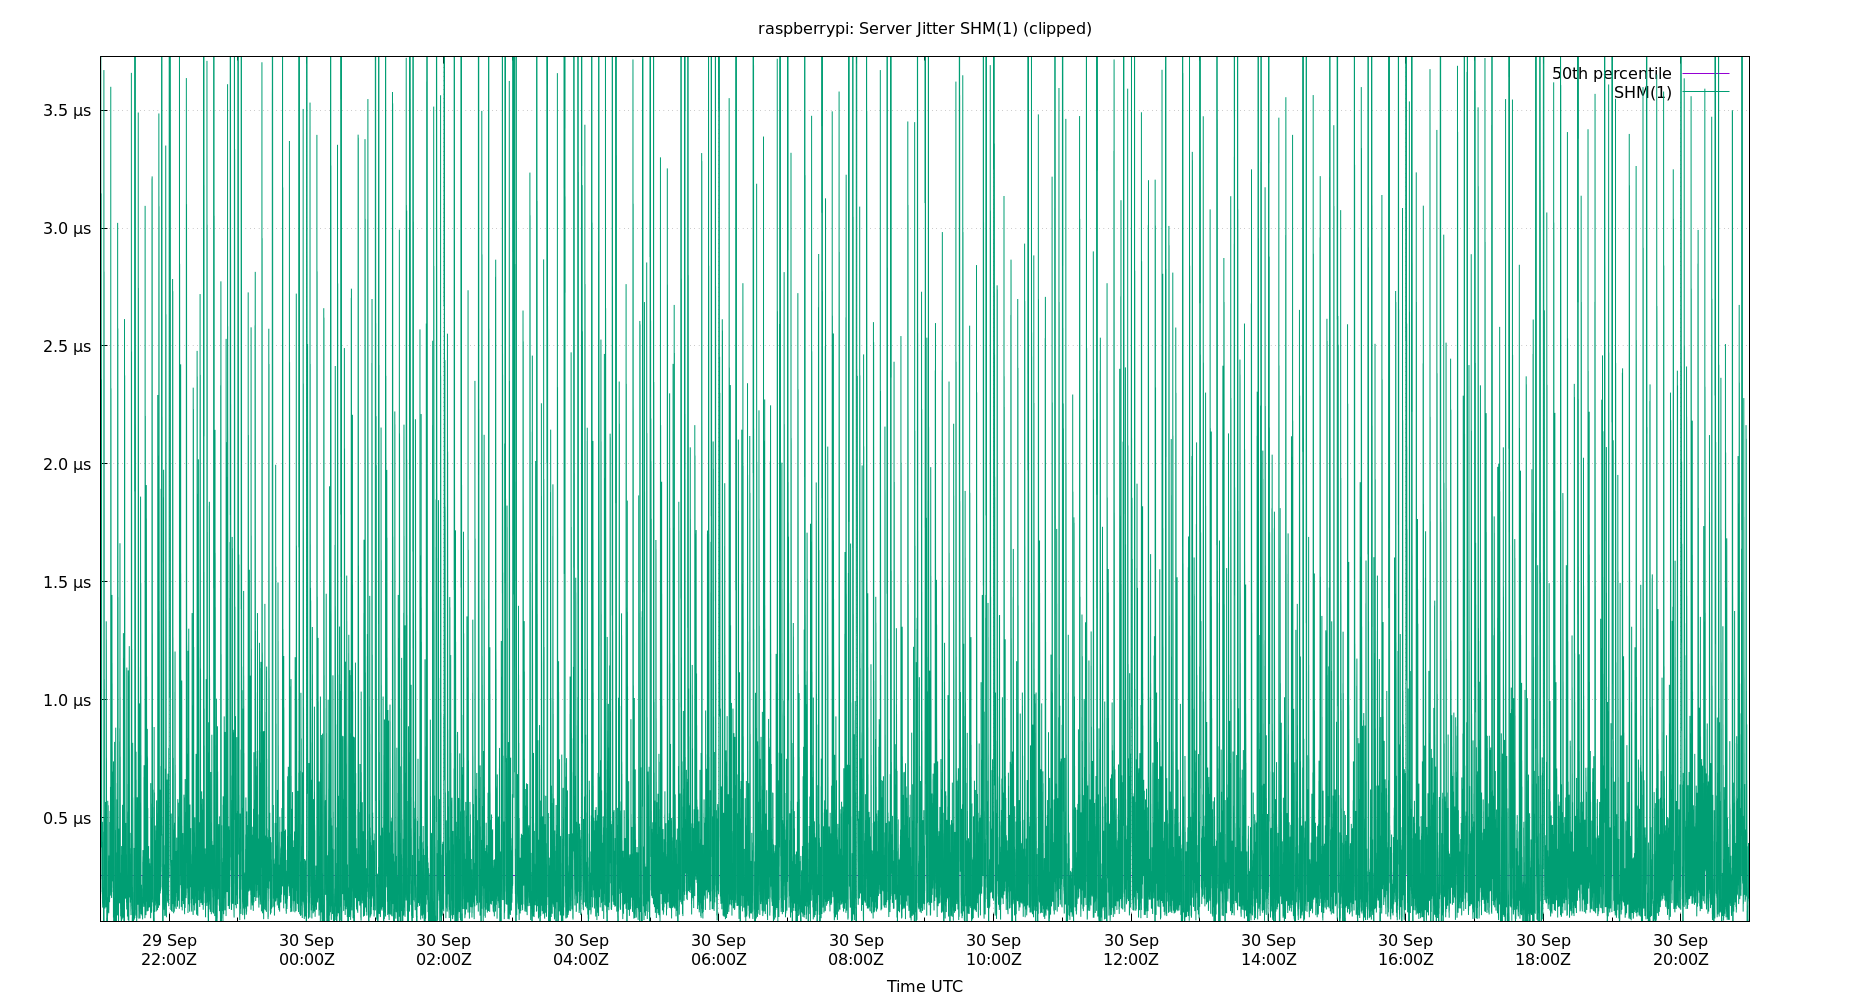 raspberrypi: Server Jitter SHM(1) (clipped)
50th percentile
SHM(1)
3.5 µs
3.0 µs
2.5 µs
2.0 µs
1.5 µs
1.0 µs
0.5 µs
29 Sep 30 Sep 30 Sep 30 Sep 30 Sep 30 Sep 30 Sep 30 Sep 30 Sep 30 Sep 30 Sep 30 Sep
22:00Z 00:00Z 02:00Z 04:00Z 06:00Z 08:00Z 10:00Z 12:00Z 14:00Z 16:00Z 18:00Z 20:00Z
Time UTC